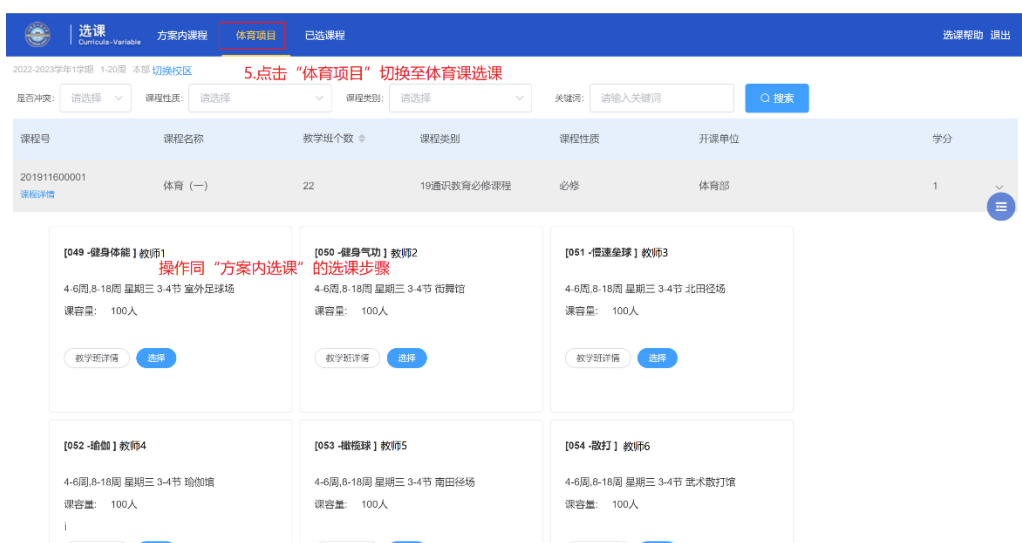 选课
Curricula-Variable
方案内课程 体育项目 已选课程 选课帮助 退出
2022-2023学年1学期 1-20周 本部 切换校区
5.点击“体育项目”切换至体育课选课
是否冲突: 请选择 课程性质: 请选择 课程类别: 请选择 关键词: 请输入关键词 搜索
课程号 课程名称 教学班个数 课程类别 课程性质 开课单位 学分
201911600001 体育（一） 22 19通识教育必修课程 必修 体育部 1
课程详情
[049 -健身体能 ] 教师1 [050 -健身气功 ] 教师2 [051 -慢速垒球 ] 教师3
操作同“方案内选课”的选课步骤
4-6周,8-18周 星期三 3-4节 室外足球场 4-6周,8-18周 星期三 3-4节 街舞馆 4-6周,8-18周 星期三 3-4节 北田径场
课容量: 100人 课容量: 100人 课容量: 100人
教学班详情 选择 教学班详情 选择 教学班详情 选择
[052 -瑜伽 ] 教师4 [053 -橄榄球 ] 教师5 [054 -散打 ] 教师6
4-6周,8-18周 星期三 3-4节 瑜伽馆 4-6周,8-18周 星期三 3-4节 南田径场 4-6周,8-18周 星期三 3-4节 武术散打馆
课容量: 100人 课容量: 100人 课容量: 100人
i